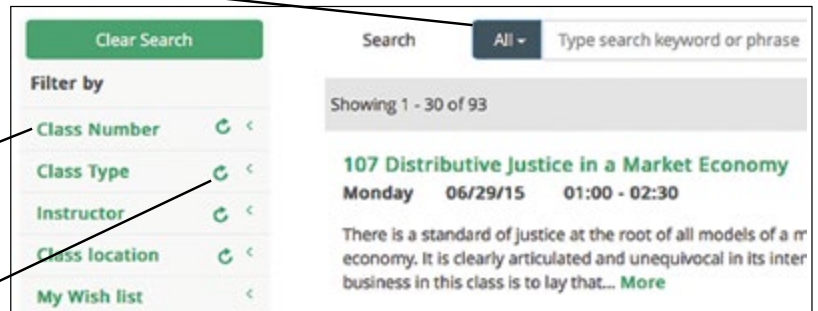 Clear Search
Filter by
Class Number
Class Type
Instructor
Class location
My Wish list
Search All Type search keyword or phrase
Showing 1 - 30 of 93
107 Distributive Justice in a Market Economy
Monday 06/29/15 01:00 - 02:30
There is a standard of justice at the root of all models of a
economy. It is clearly articulated and unequivocal in its
business in this class is to lay that... More